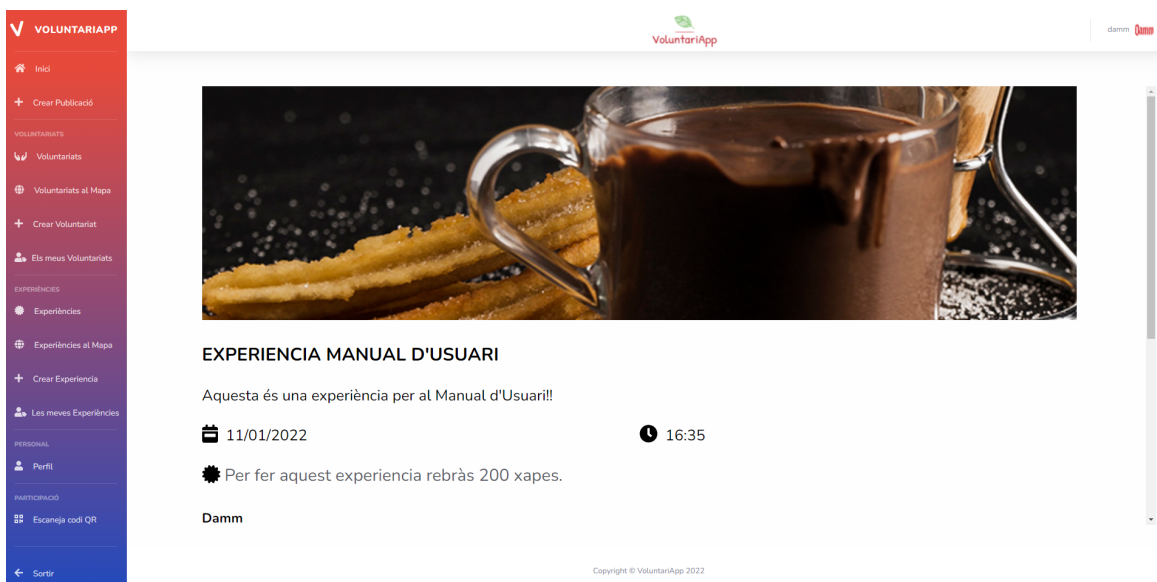 VOLUNTARIAPP
Inici
Crear Publicació
VOLUNTARIATS
Voluntariats
Voluntariats al Mapa
Crear Voluntariat
Els meus Voluntariats
EXPERIÈNCIES
Experiències
Experiències al Mapa
Crear Experiencia
Les meves Experiències
PERSONAL
Perfil
PARTICIPACIÓ
Escaneja codi QR
Sortir
VoluntariApp
damm Damm
EXPERIENCIA MANUAL D'USUARI
Aquesta és una experiència per al Manual d'Usuari!!
11/01/2022 16:35
Per fer aquest experiencia rebràs 200 xapes.
Damm
Copyright © VoluntariApp 2022